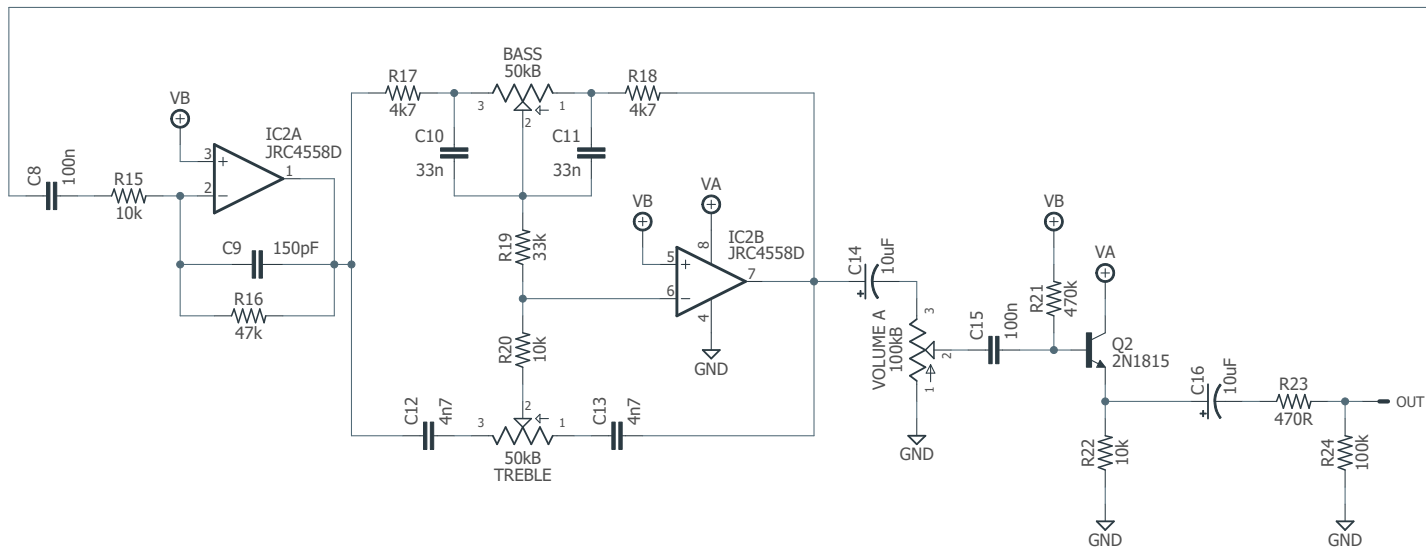 BASS
50kB
R17
4k7
3
1
2
R18
4k7
VB
IC2A
JRC4558D
3
+
1
2
−
C8
100n
R15
10k
C10
33n
C11
33n
C9
150pF
R16
47k
R19
33k
VB
VA
IC2B
JRC4558D
5
+
8
7
6
−
4
GND
R20
10k
C12
4n7
2
3
1
C13
4n7
50kB
TREBLE
C14
10uF
+
VOLUME A
100kB
3
2
1
GND
C15
100n
VB
R21
470k
VA
Q2
2N1815
C16
10uF
+
R23
470R
OUT
R22
10k
GND
R24
100k
GND